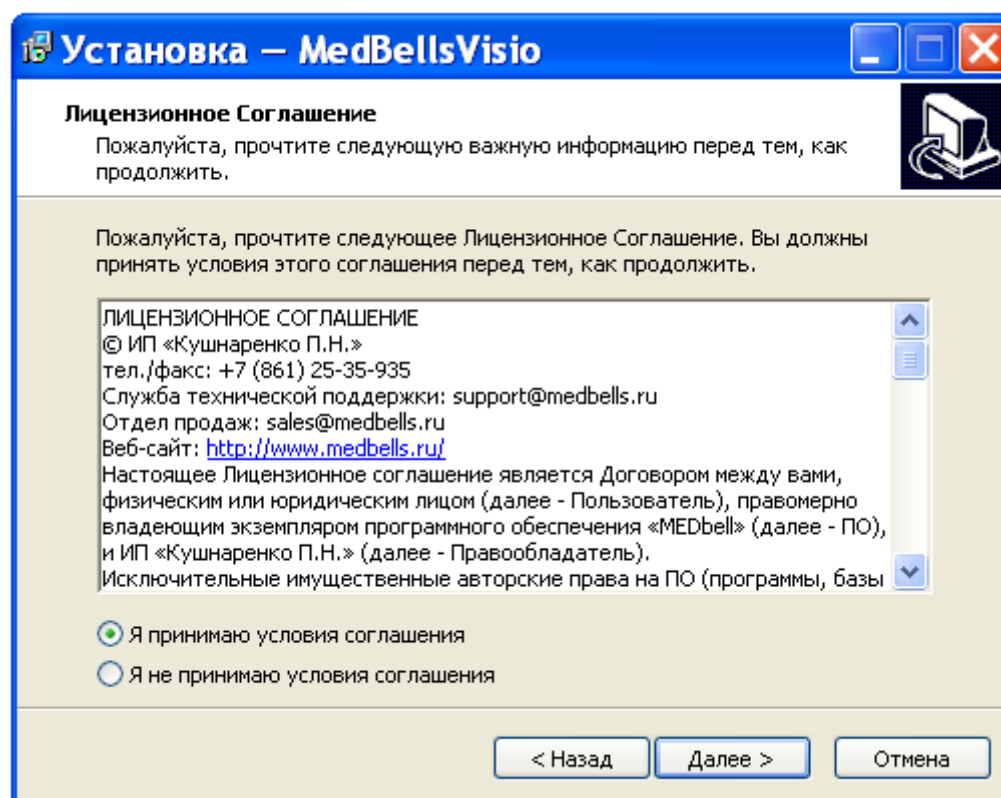 Установка — MedBellsVisio
Лицензионное Соглашение
Пожалуйста, прочтите следующую важную информацию перед тем, как
продолжить.
Пожалуйста, прочтите следующее Лицензионное Соглашение. Вы должны
принять условия этого соглашения перед тем, как продолжить.
ЛИЦЕНЗИОННОЕ СОГЛАШЕНИЕ
© ИП «Кушнаренко П.Н.»
тел./факс: +7 (861) 25-35-935
Служба технической поддержки: support@medbells.ru
Отдел продаж: sales@medbells.ru
Веб-сайт: http://www.medbells.ru/
Настоящее Лицензионное соглашение является Договором между вами,
физическим или юридическим лицом (далее - Пользователь), правомерно
владеющим экземпляром программного обеспечения «MEDbell» (далее - ПО),
и ИП «Кушнаренко П.Н.» (далее - Правообладатель).
Исключительные имущественные авторские права на ПО (программы, базы
Я принимаю условия соглашения
Я не принимаю условия соглашения
< Назад
Далее >
Отмена